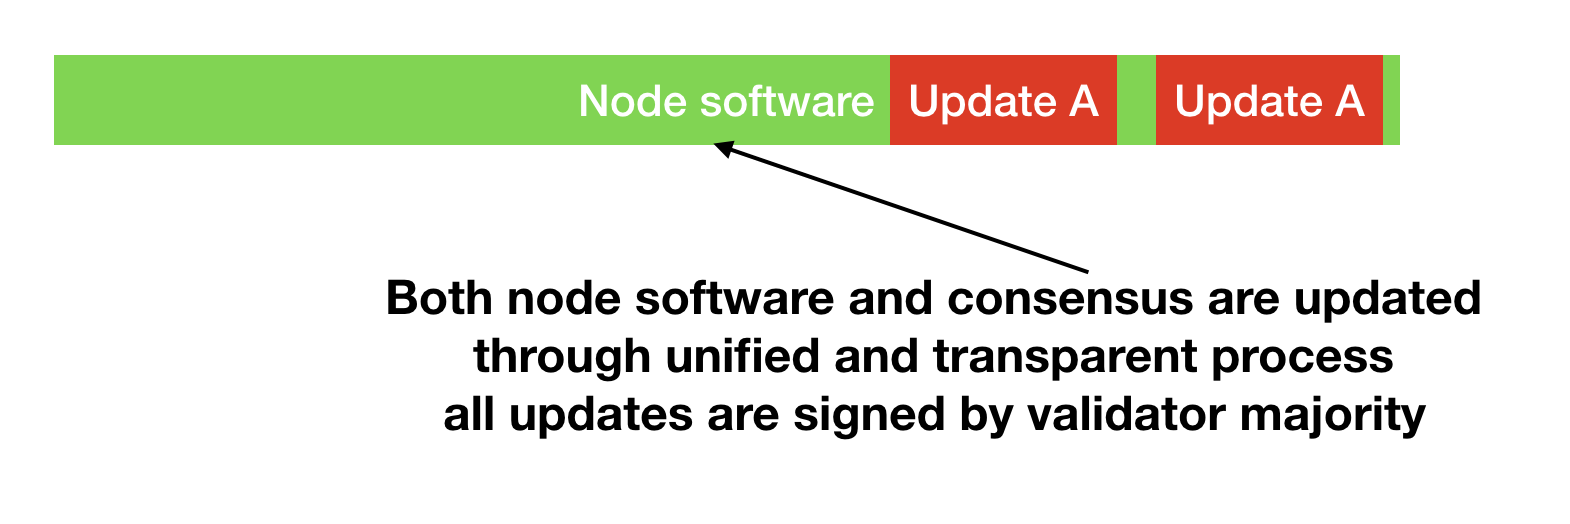 Node software Update A Update A
Both node software and consensus are updated
through unified and transparent process
all updates are signed by validator majority